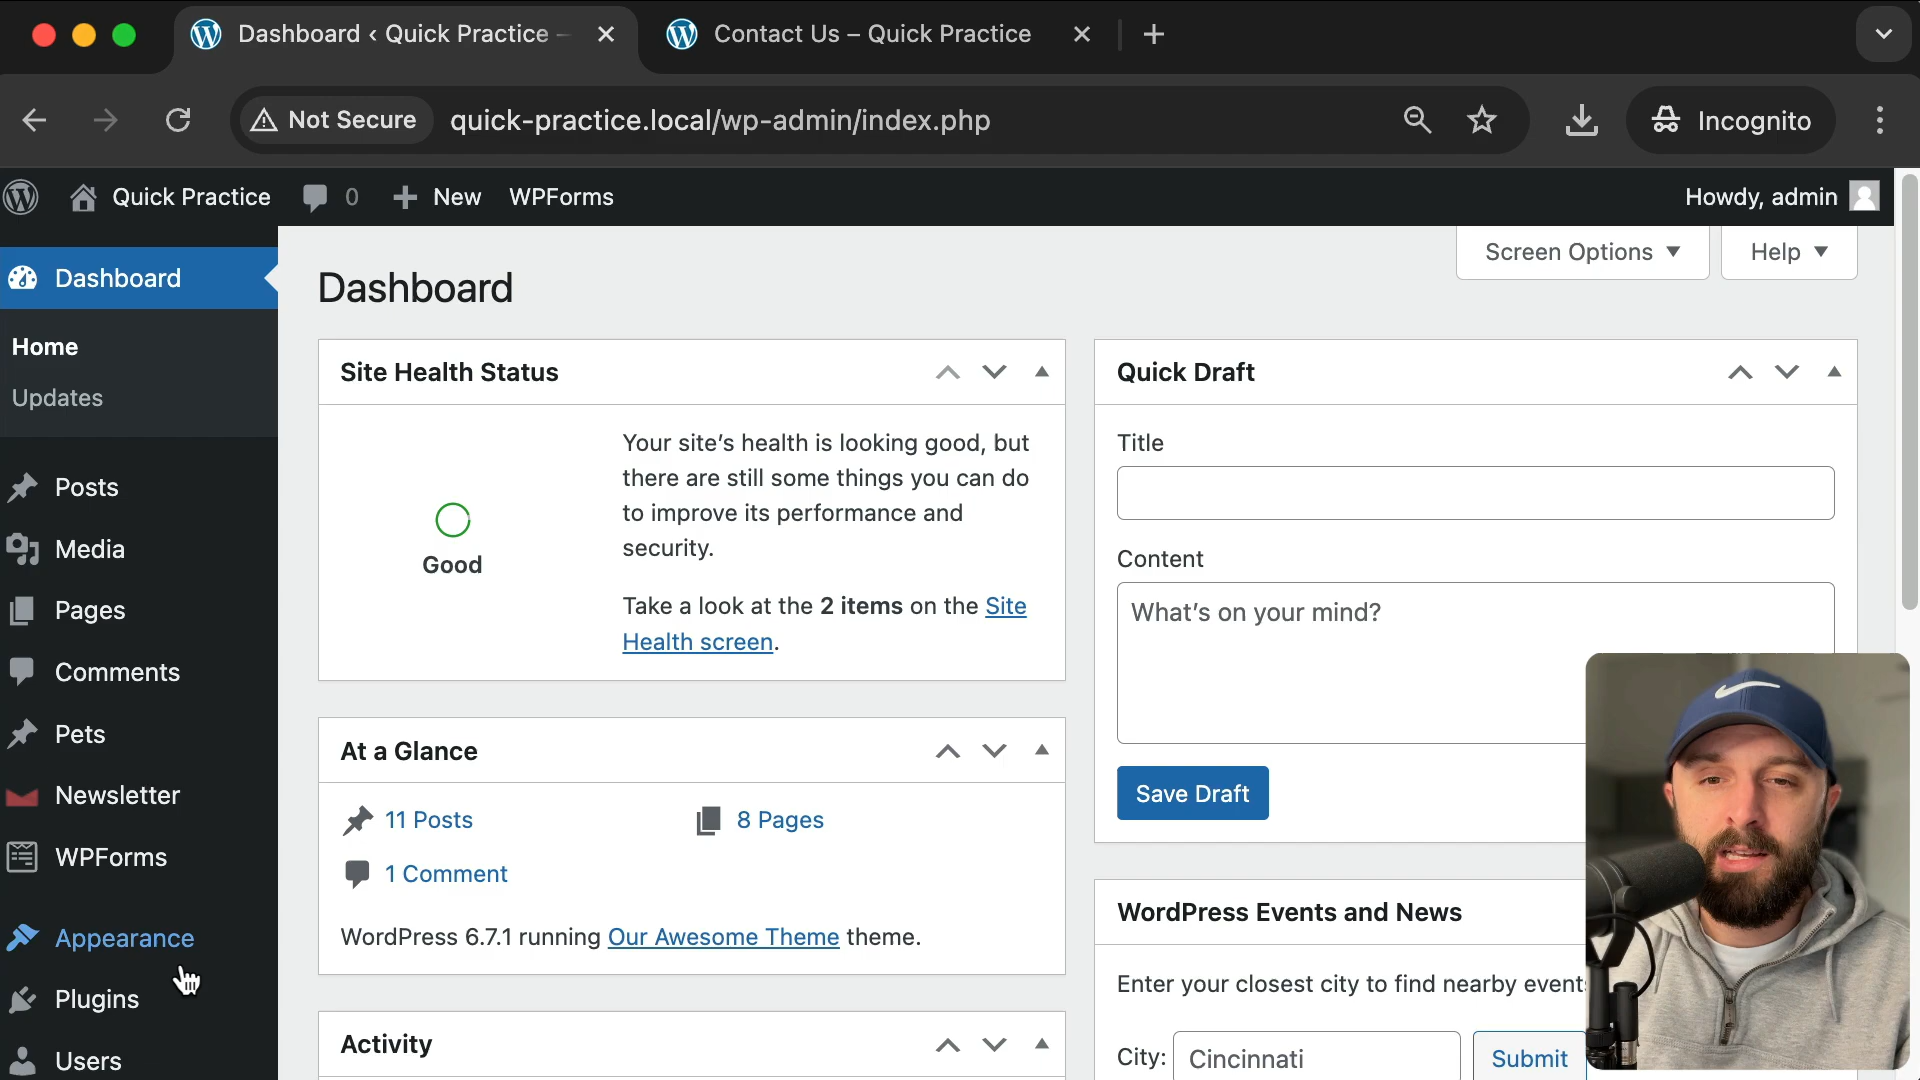 Dashboard ‹ Quick Practice –
Contact Us – Quick Practice
Not Secure
quick-practice.local/wp-admin/index.php
Incognito
Quick Practice
0
New
WPForms
Howdy, admin
Screen Options
Help
Dashboard
Home
Updates
Posts
Media
Pages
Comments
Pets
Newsletter
WPForms
Appearance
Plugins
Users
Dashboard
Site Health Status
Good
Your site's health is looking good, but
there are still some things you can do
to improve its performance and
security.
Take a look at the 2 items on the Site
Health screen.
At a Glance
11 Posts
8 Pages
1 Comment
WordPress 6.7.1 running Our Awesome Theme theme.
Activity
Quick Draft
Title
Content
What's on your mind?
Save Draft
WordPress Events and News
Enter your closest city to find nearby event
City:
Cincinnati
Submit